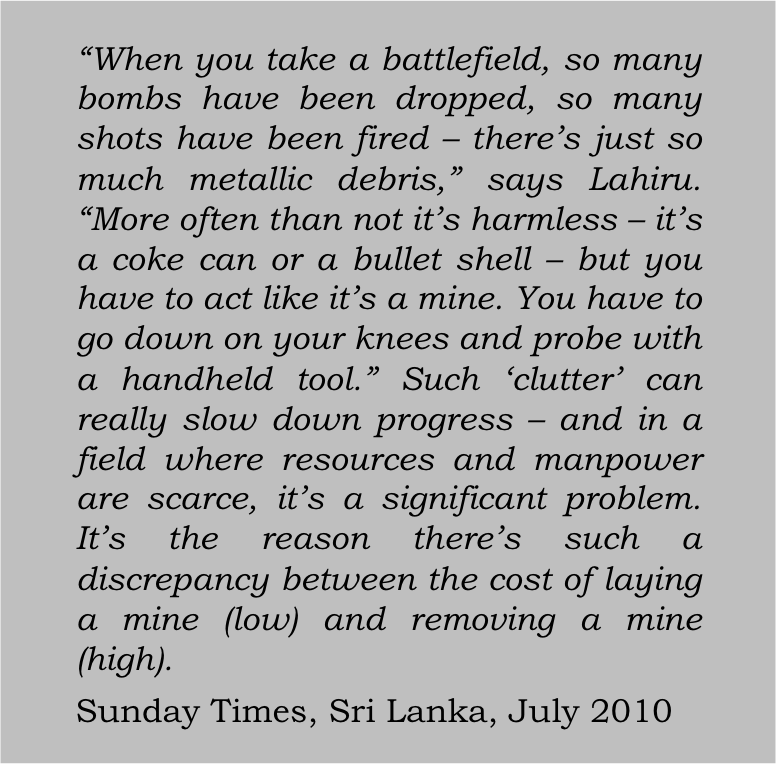 “When you take a battlefield, so many
bombs have been dropped, so many
shots have been fired – there’s just so
much metallic debris,” says Lahiru.
“More often than not it’s harmless – it’s
a coke can or a bullet shell – but you
have to act like it’s a mine. You have to
go down on your knees and probe with
a handheld tool.” Such ‘clutter’ can
really slow down progress – and in a
field where resources and manpower
are scarce, it’s a significant problem.
It’s the reason there’s such a
discrepancy between the cost of laying
a mine (low) and removing a mine
(high).
Sunday Times, Sri Lanka, July 2010